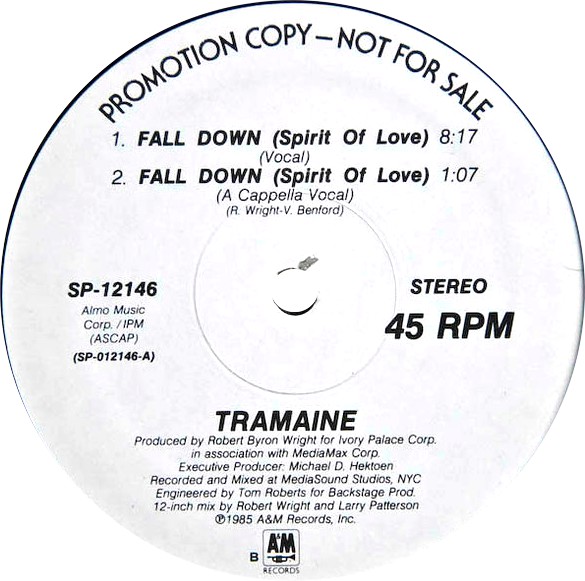 PROMOTION COPY—NOT FOR SALE
1. FALL DOWN (Spirit Of Love) 8:17
(Vocal)
2. FALL DOWN (Spirit Of Love) 1:07
(A Cappella Vocal)
(R. Wright-V. Benford)
SP-12146
Almo Music
Corp. / IPM
(ASCAP)
(SP-012146-A)
STEREO
45 RPM
TRAMAINE
Produced by Robert Byron Wright for Ivory Palace Corp.
in association with MediaMax Corp.
Executive Producer: Michael D. Hektoen
Recorded and Mixed at MediaSound Studios, NYC
Engineered by Tom Roberts for Backstage Prod.
12-inch mix by Robert Wright and Larry Patterson
℗1985 A&M Records, Inc.
B
A&M
RECORDS